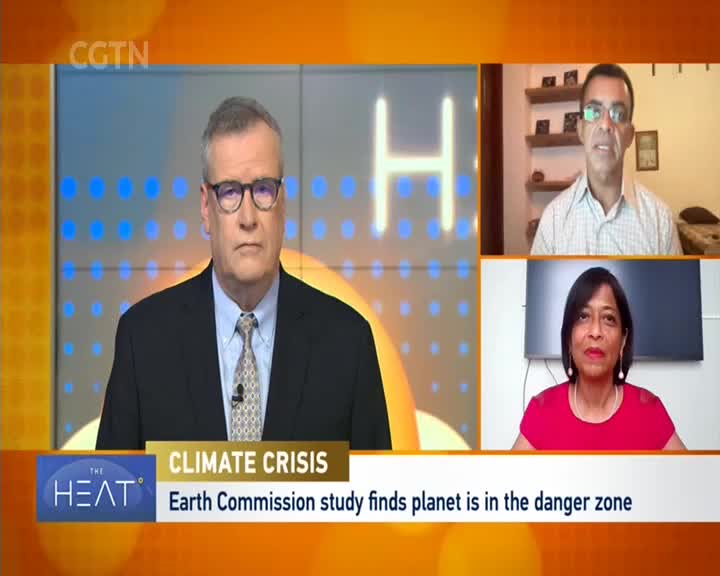 CGTN
H
CLIMATE CRISIS
THE
HEAT
Earth Commission study finds planet is in the danger zone